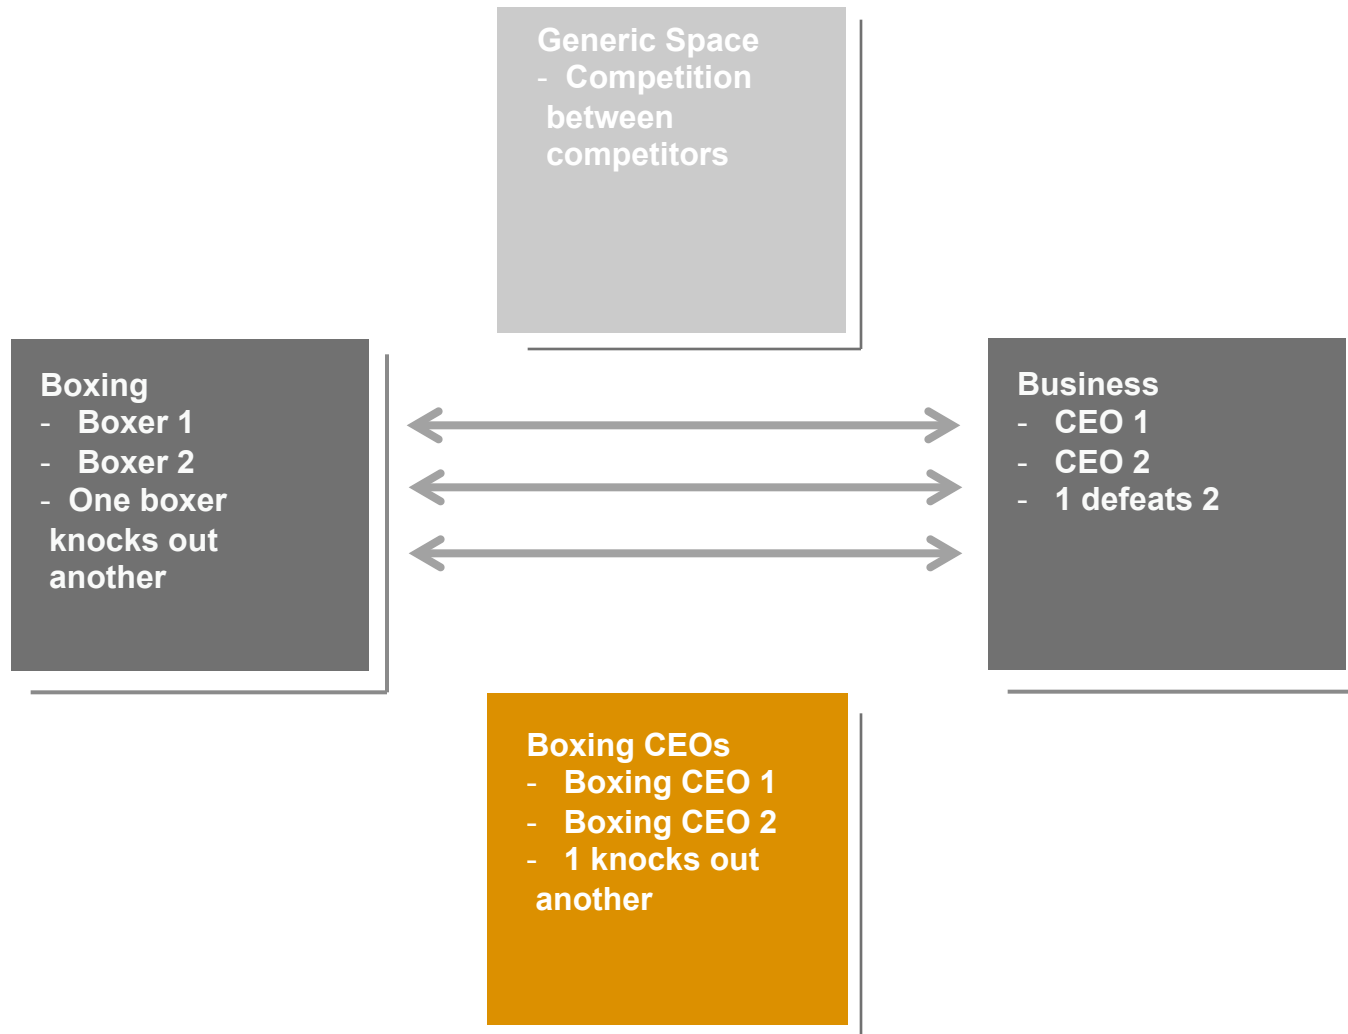 Generic Space
- Competition
between
competitors
Boxing
- Boxer 1
- Boxer 2
- One boxer
knocks out
another
Business
- CEO 1
- CEO 2
- 1 defeats 2
Boxing CEOs
- Boxing CEO 1
- Boxing CEO 2
- 1 knocks out
another